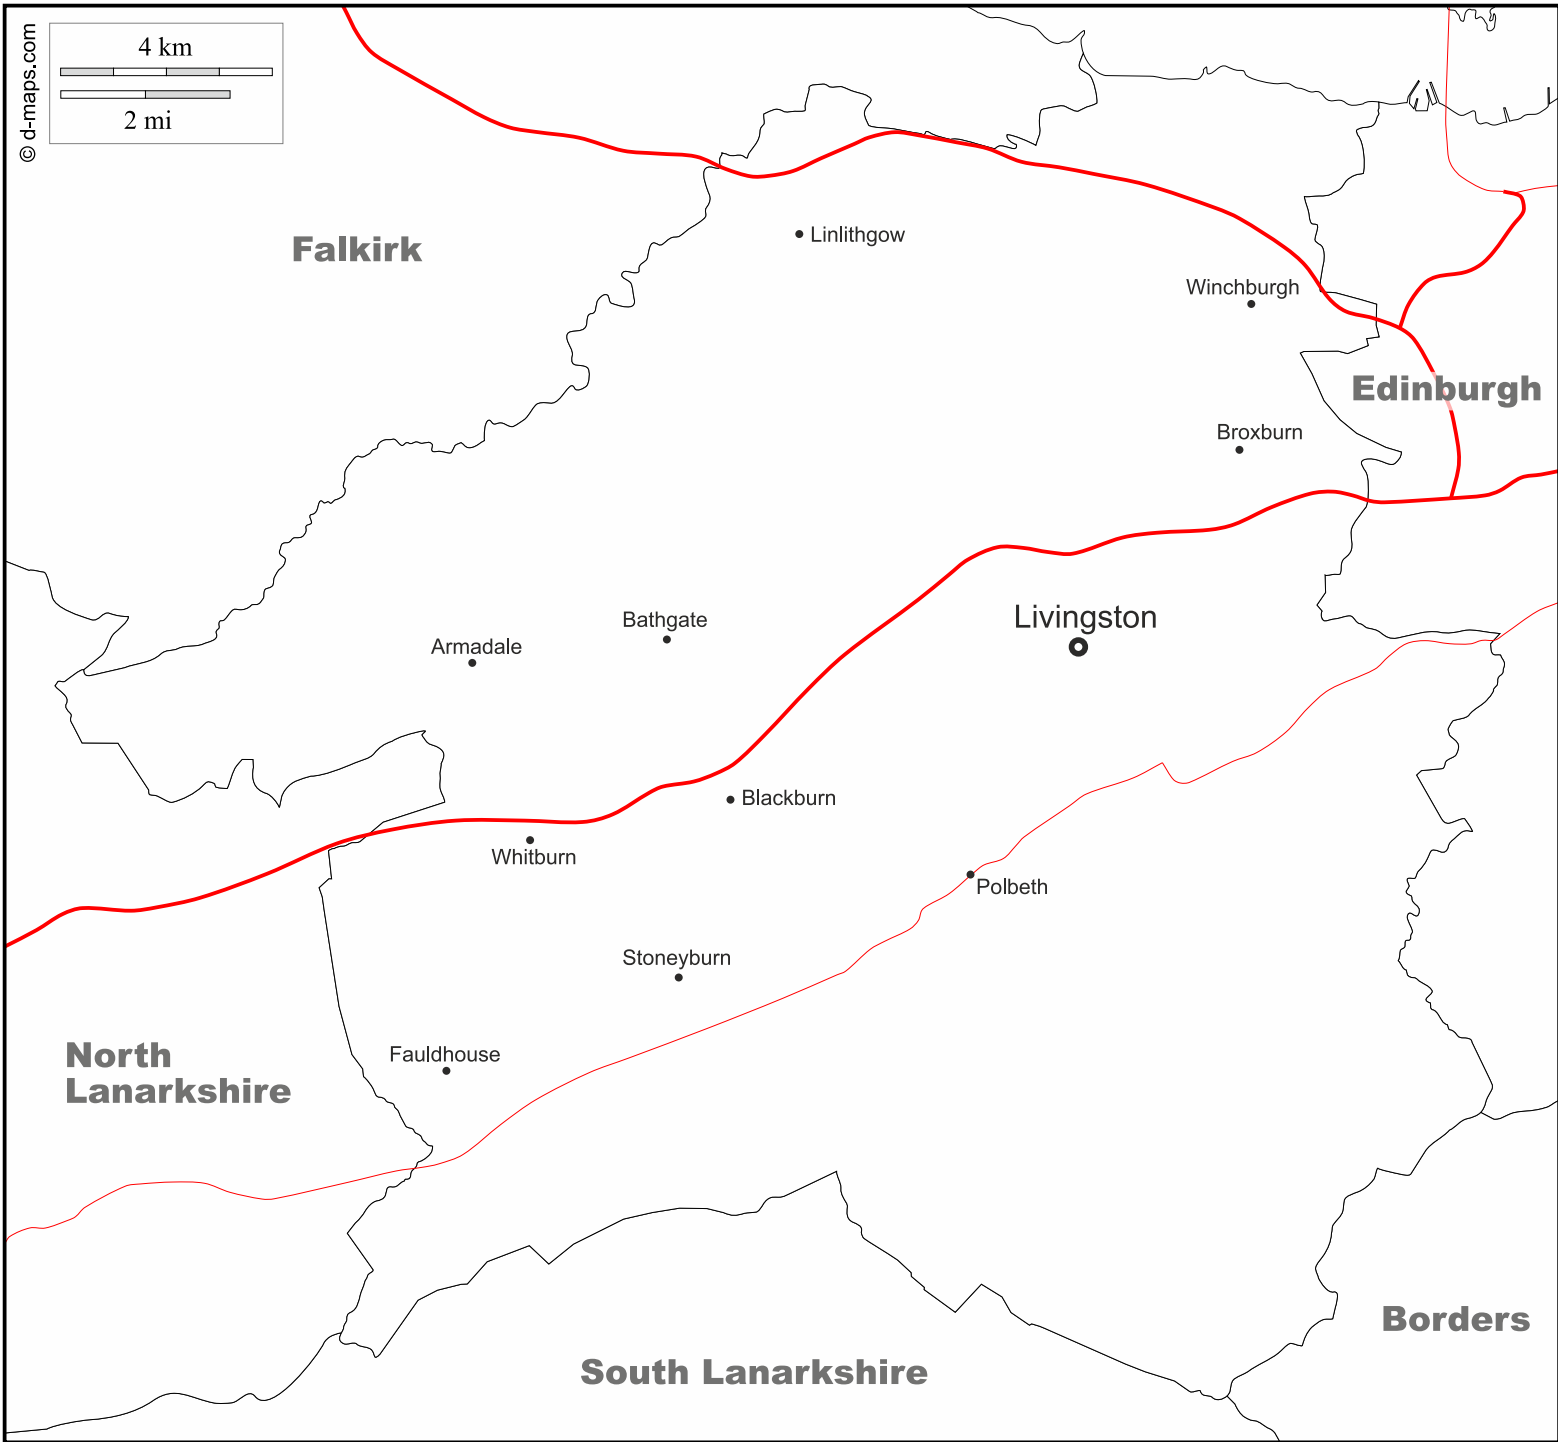 © d-maps.com
4 km
2 mi
Linlithgow
Falkirk
Winchburgh
Edinburgh
Broxburn
Livingston
Bathgate
Armadale
Blackburn
Whitburn
Polbeth
Stoneyburn
Fauldhouse
North
Lanarkshire
Borders
South Lanarkshire